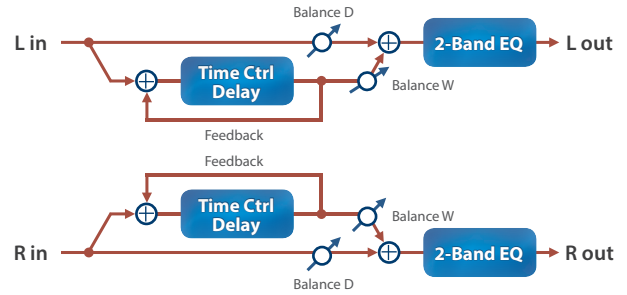 Balance D
L in
2-Band EQ
L out
Time Ctrl
Delay
Balance W
Feedback
Feedback
Time Ctrl
Delay
Balance W
R in
2-Band EQ
R out
Balance D